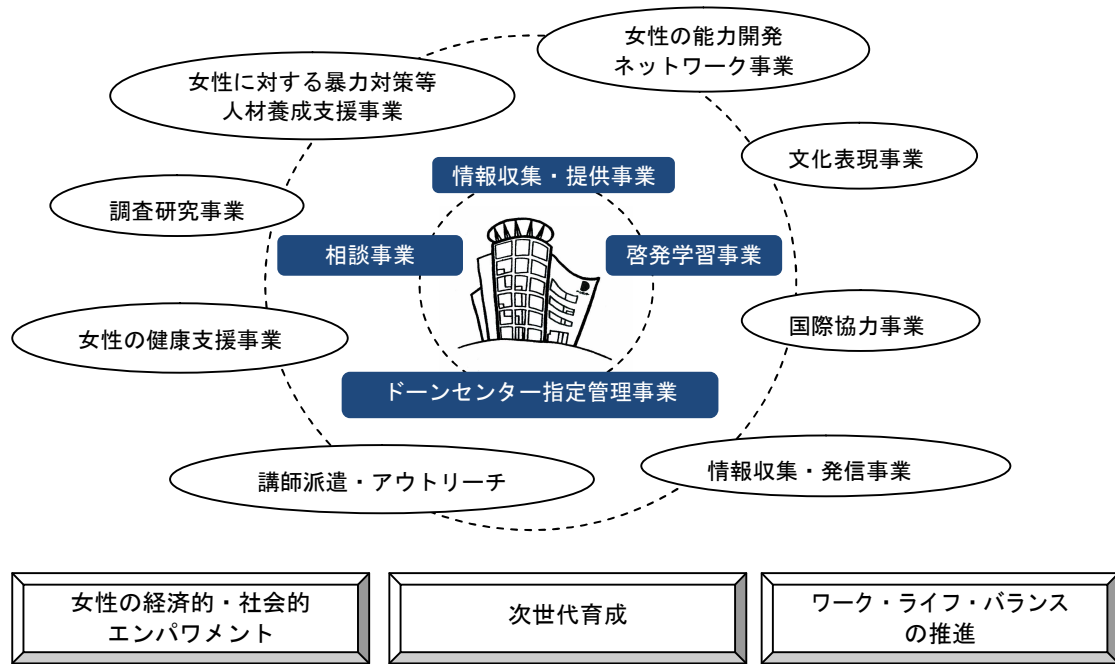 女性の能力開発
ネットワーク事業
女性に対する暴力対策等
人材養成支援事業
文化表現事業
情報収集・提供事業
調査研究事業
相談事業
啓発学習事業
国際協力事業
女性の健康支援事業
ドーンセンター指定管理事業
情報収集・発信事業
講師派遣・アウトリーチ
女性の経済的・社会的
エンパワメント
次世代育成
ワーク・ライフ・バランス
の推進